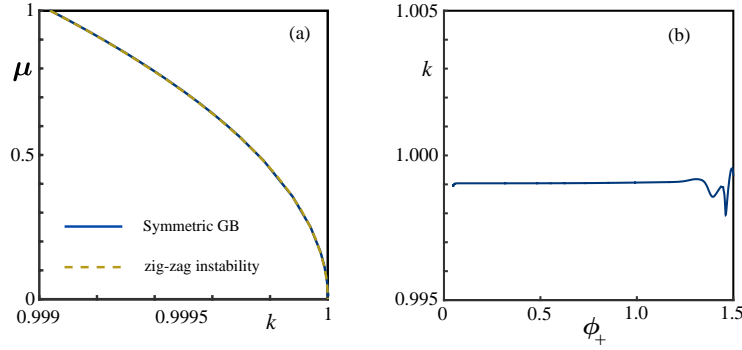 1
(a)
μ
0.5
Symmetric GB
zig-zag instability
0
0.999
0.9995
k
1
1.005
(b)
k
1.000
0.995
0
0.5
1.0
1.5
ϕ+